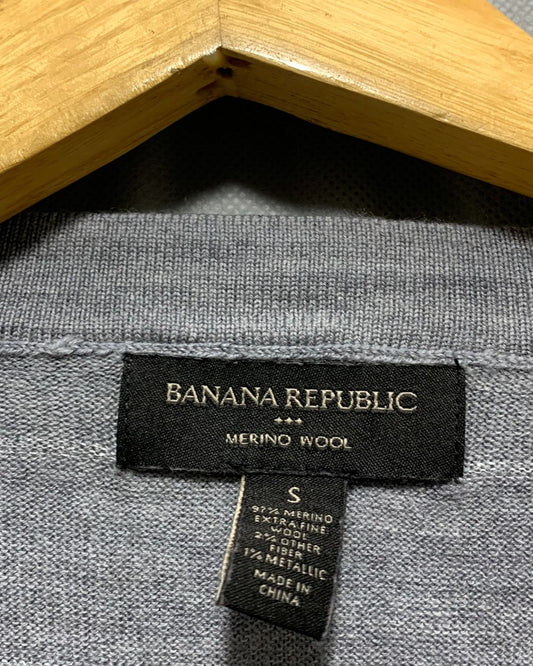 BANANA REPUBLIC
MERINO WOOL
S
97% MERINO
EXTRA FINE
WOOL
2% OTHER
FIBER
1% METALLIC
MADE IN
CHINA